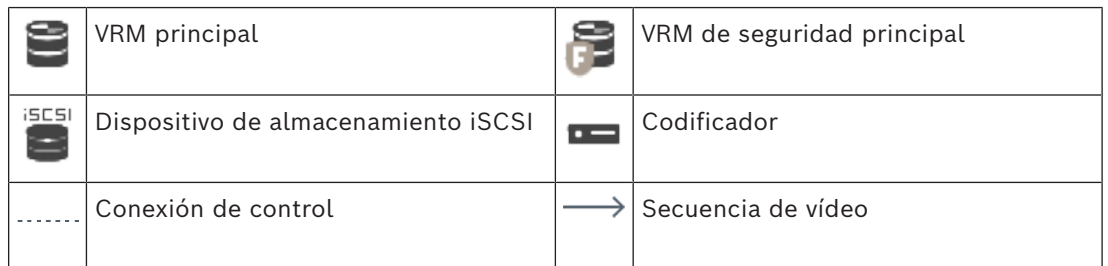 VRM principal
VRM de seguridad principal
F
iSCSI
Dispositivo de almacenamiento iSCSI
Codificador
Conexión de control
Secuencia de vídeo